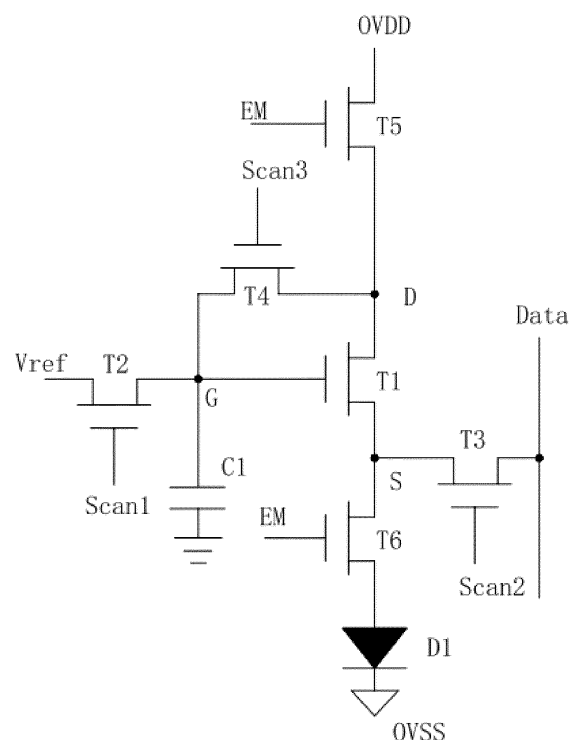 OVDD
EM
T5
Scan3
T4
D
Data
Vref
T2
G
T1
T3
C1
S
Scan1
EM
T6
Scan2
D1
OVSS